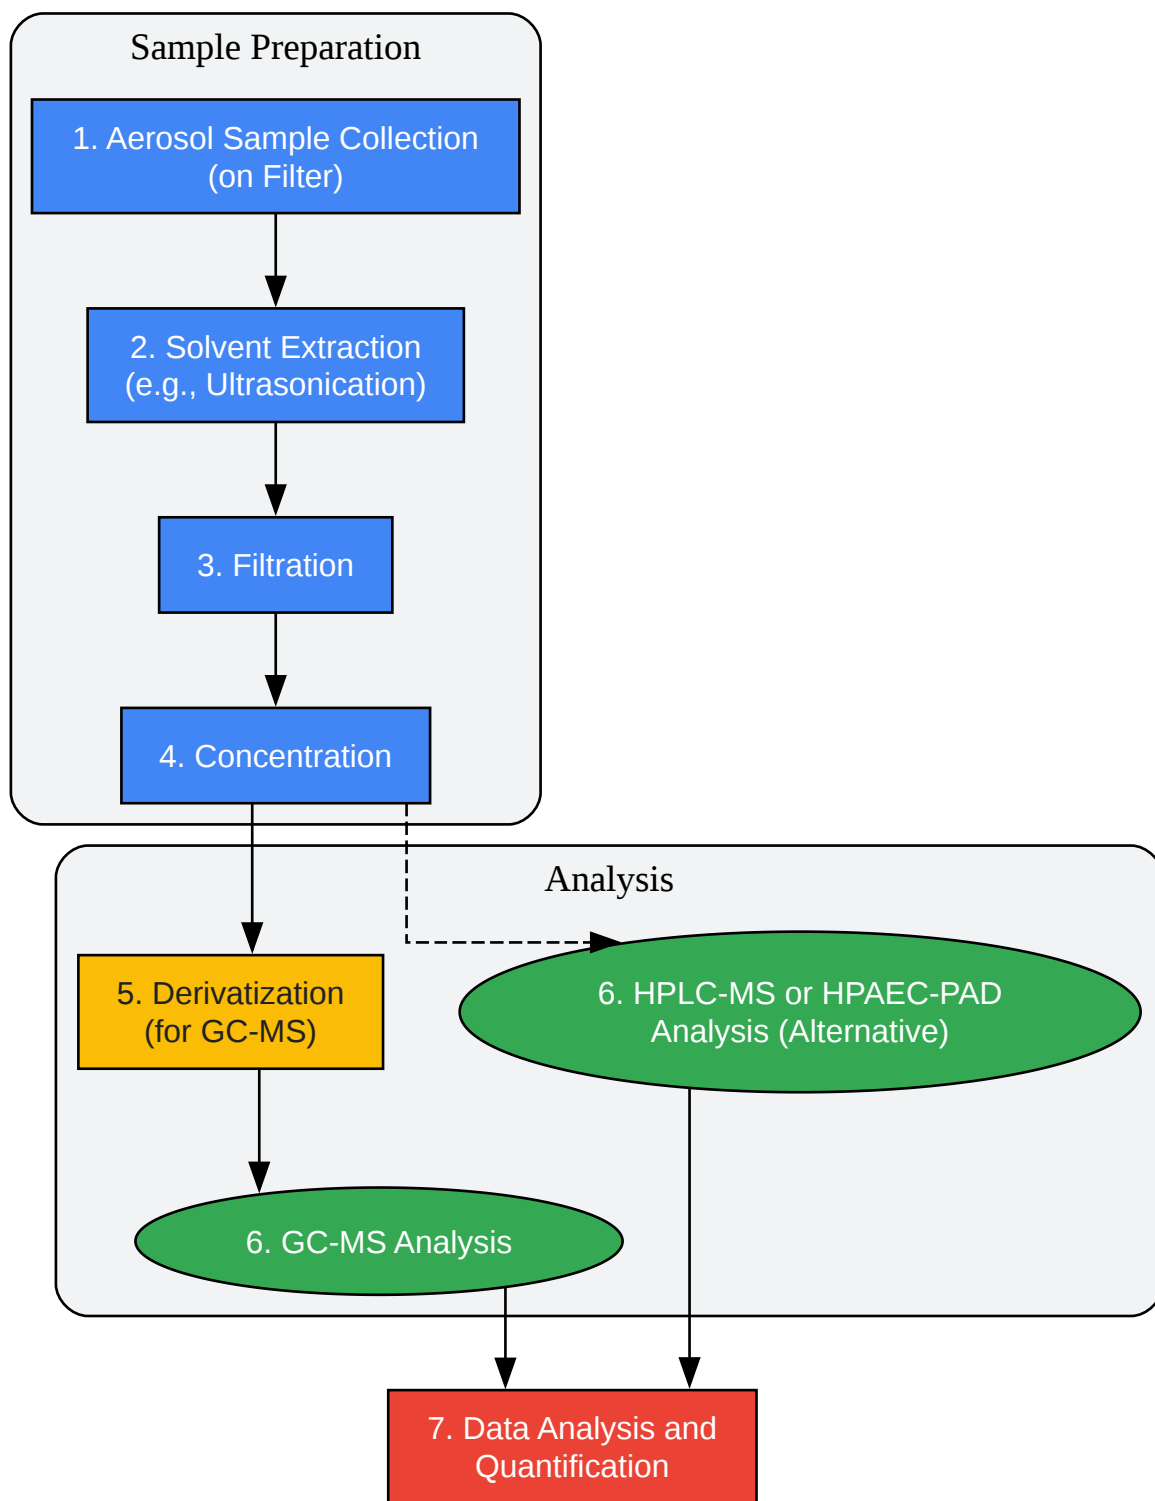 Sample Preparation
1. Aerosol Sample Collection
(on Filter)
2. Solvent Extraction
(e.g., Ultrasonication)
3. Filtration
4. Concentration
Analysis
5. Derivatization
(for GC-MS)
6. HPLC-MS or HPAEC-PAD
Analysis (Alternative)
6. GC-MS Analysis
7. Data Analysis and
Quantification